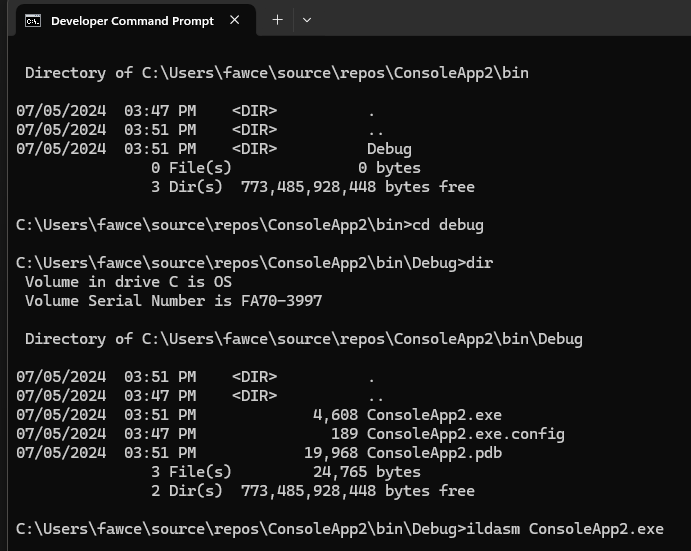 Developer Command Prompt
Directory of C:\Users\fawce\source\repos\ConsoleApp2\bin
07/05/2024  03:47 PM    <DIR>          .
07/05/2024  03:51 PM    <DIR>          ..
07/05/2024  03:51 PM    <DIR>          Debug
               0 File(s)              0 bytes
               3 Dir(s)  773,485,928,448 bytes free
C:\Users\fawce\source\repos\ConsoleApp2\bin>cd debug
C:\Users\fawce\source\repos\ConsoleApp2\bin\Debug>dir
 Volume in drive C is OS
 Volume Serial Number is FA70-3997
 Directory of C:\Users\fawce\source\repos\ConsoleApp2\bin\Debug
07/05/2024  03:51 PM    <DIR>          .
07/05/2024  03:47 PM    <DIR>          ..
07/05/2024  03:51 PM             4,608 ConsoleApp2.exe
07/05/2024  03:47 PM               189 ConsoleApp2.exe.config
07/05/2024  03:51 PM            19,968 ConsoleApp2.pdb
               3 File(s)         24,765 bytes
               2 Dir(s)  773,485,928,448 bytes free
C:\Users\fawce\source\repos\ConsoleApp2\bin\Debug>ildasm ConsoleApp2.exe